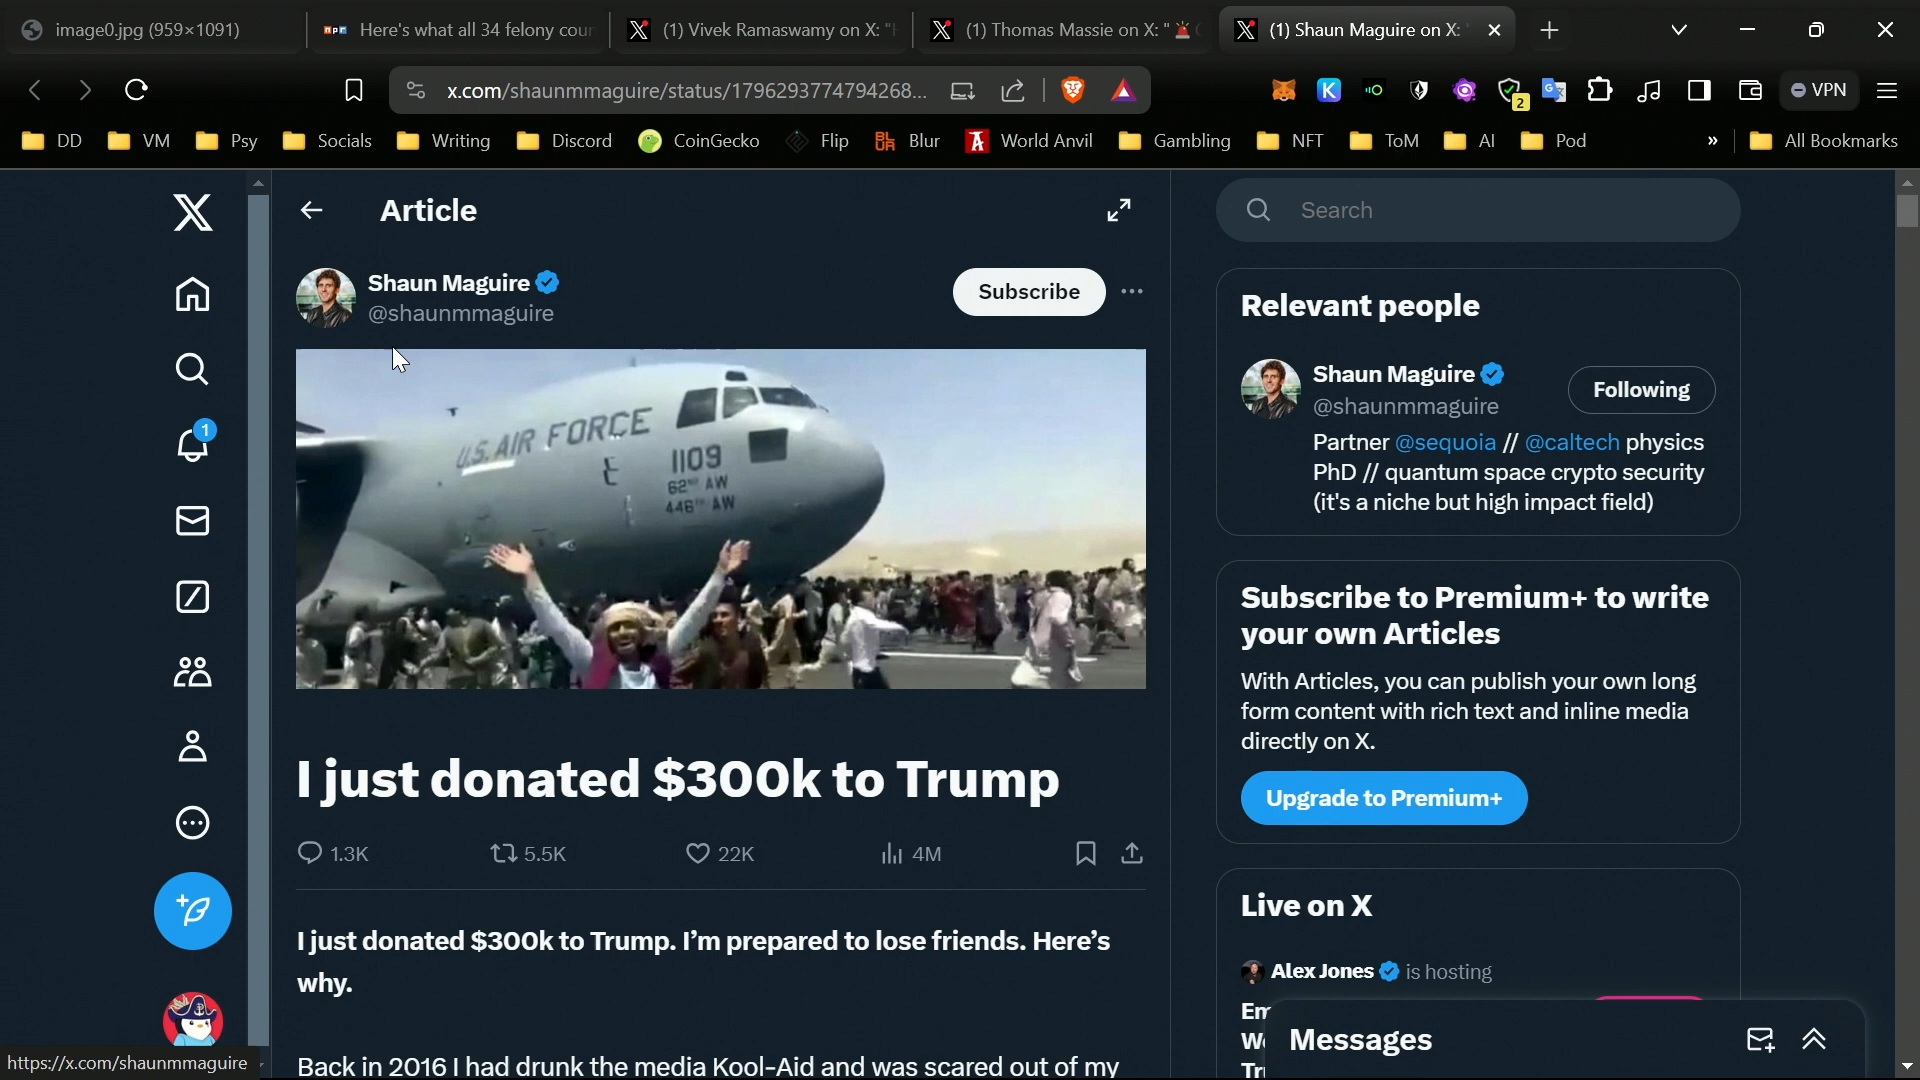 image0.jpg (959×1091)
npr Here's what all 34 felony cour
(1) Vivek Ramaswamy on X: "
(1) Thomas Massie on X: "🚨
(1) Shaun Maguire on X:
x.com/shaunmmaguire/status/1796293774794268...
2
VPN
DD
VM
Psy
Socials
Writing
Discord
CoinGecko
Flip
BLUR Blur
World Anvil
Gambling
NFT
ToM
AI
Pod
»
All Bookmarks
Article
Search
Shaun Maguire
@shaunmmaguire
Subscribe
U.S. AIR FORCE
1109
62ND AW
446TH AW
1
I just donated $300k to Trump
1.3K
5.5K
22K
4M
I just donated $300k to Trump. I’m prepared to lose friends. Here’s
why.
Back in 2016 I had drunk the media Kool-Aid and was scared out of my
Relevant people
Shaun Maguire
@shaunmmaguire
Following
Partner @sequoia // @caltech physics
PhD // quantum space crypto security
(it's a niche but high impact field)
Subscribe to Premium+ to write
your own Articles
With Articles, you can publish your own long
form content with rich text and inline media
directly on X.
Upgrade to Premium+
Live on X
Alex Jones is hosting
Messages
https://x.com/shaunmmaguire